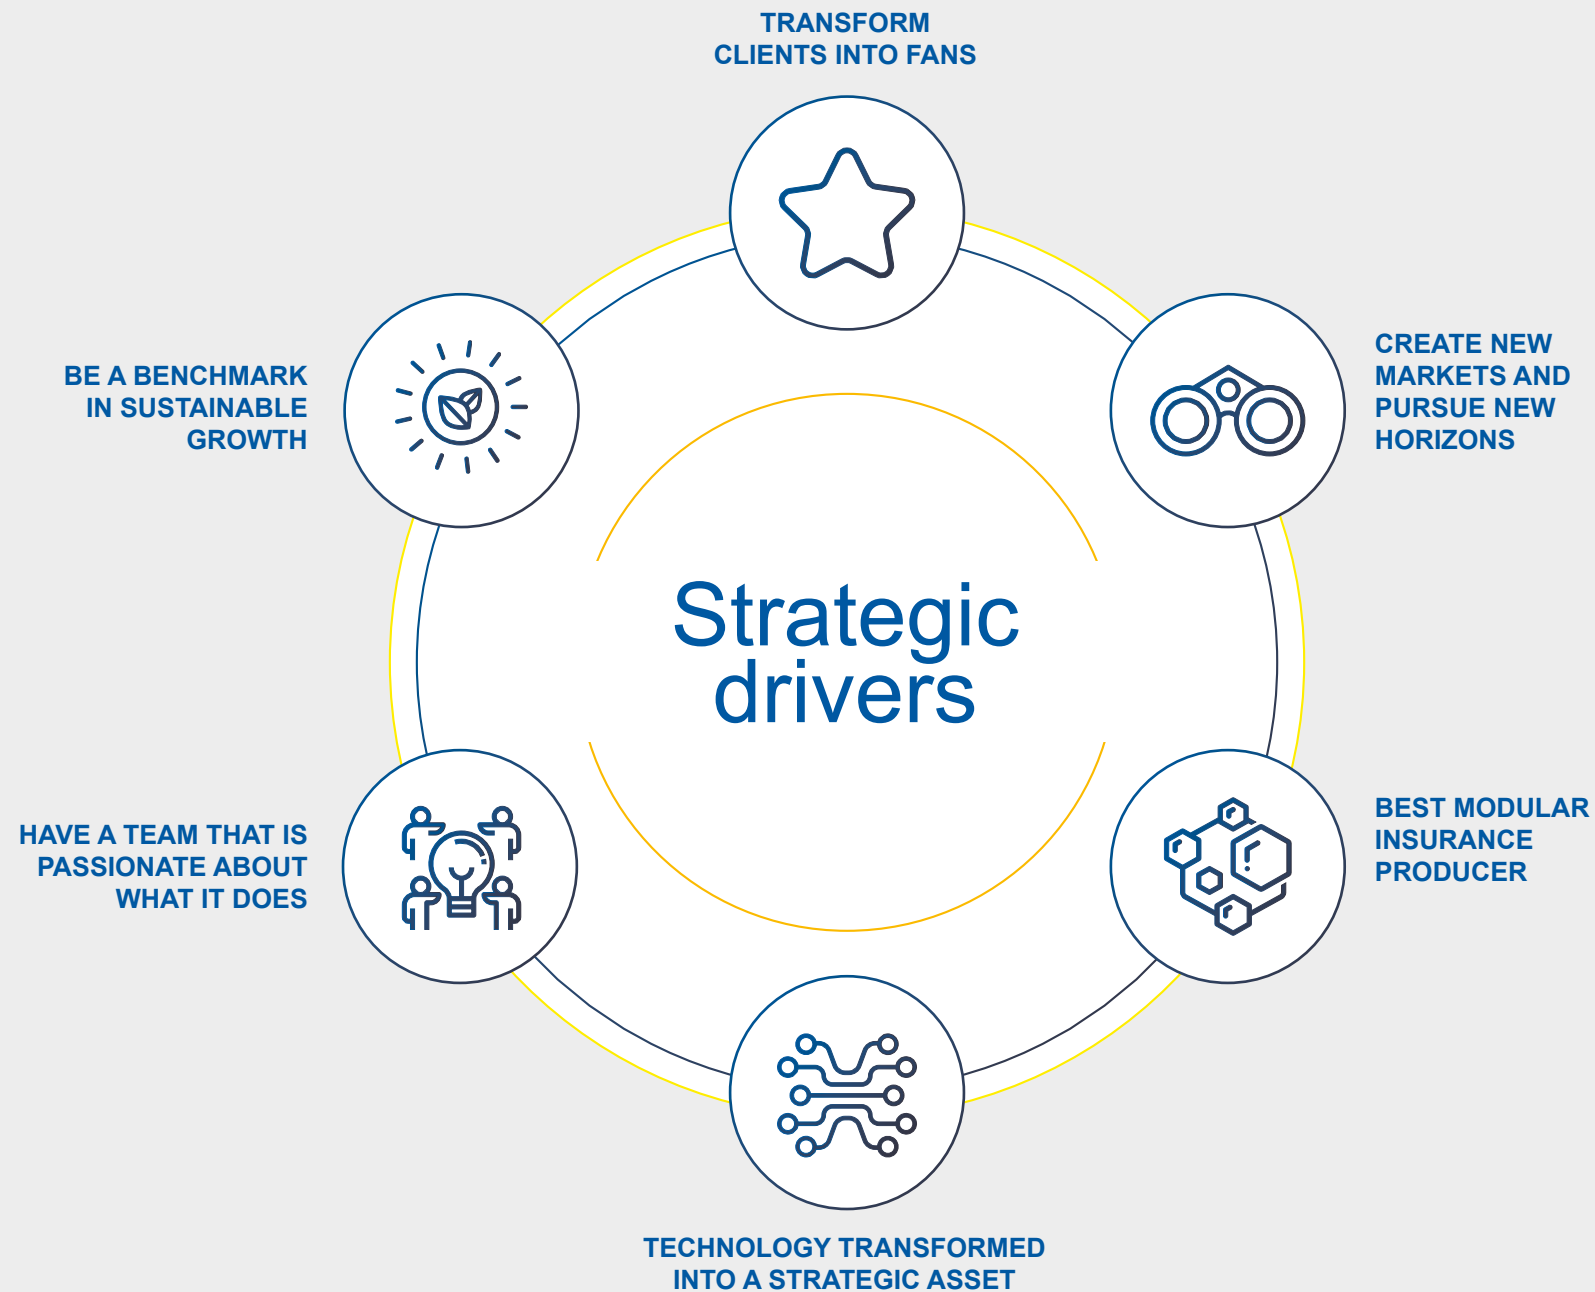 TRANSFORM
CLIENTS INTO FANS
CREATE NEW
MARKETS AND
PURSUE NEW
HORIZONS
BE A BENCHMARK
IN SUSTAINABLE
GROWTH
Strategic
drivers
BEST MODULAR
INSURANCE
PRODUCER
HAVE A TEAM THAT IS
PASSIONATE ABOUT
WHAT IT DOES
TECHNOLOGY TRANSFORMED
INTO A STRATEGIC ASSET